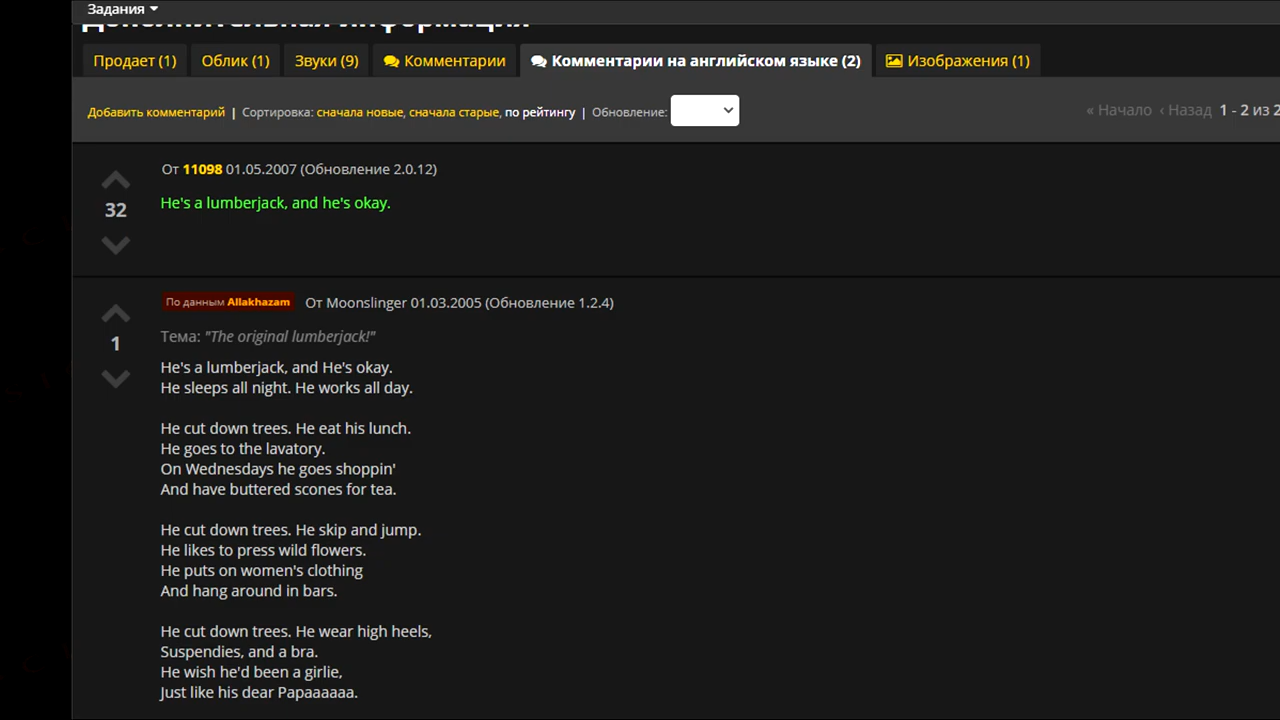 Задания
Дополнительная информация
Продает (1) Облик (1) Звуки (9) Комментарии Комментарии на английском языке (2) Изображения (1)
Добавить комментарий | Сортировка: сначала новые, сначала старые, по рейтингу | Обновление: « Начало ‹ Назад 1 - 2 из 2
От 11098 01.05.2007 (Обновление 2.0.12)
32
He's a lumberjack, and he's okay.
По данным Allakhazam От Moonslinger 01.03.2005 (Обновление 1.2.4)
1
Тема: "The original lumberjack!"
He's a lumberjack, and He's okay.
He sleeps all night. He works all day.
He cut down trees. He eat his lunch.
He goes to the lavatory.
On Wednesdays he goes shoppin'
And have buttered scones for tea.
He cut down trees. He skip and jump.
He likes to press wild flowers.
He puts on women's clothing
And hang around in bars.
He cut down trees. He wear high heels,
Suspendies, and a bra.
He wish he'd been a girlie,
Just like his dear Papaaaaaa.